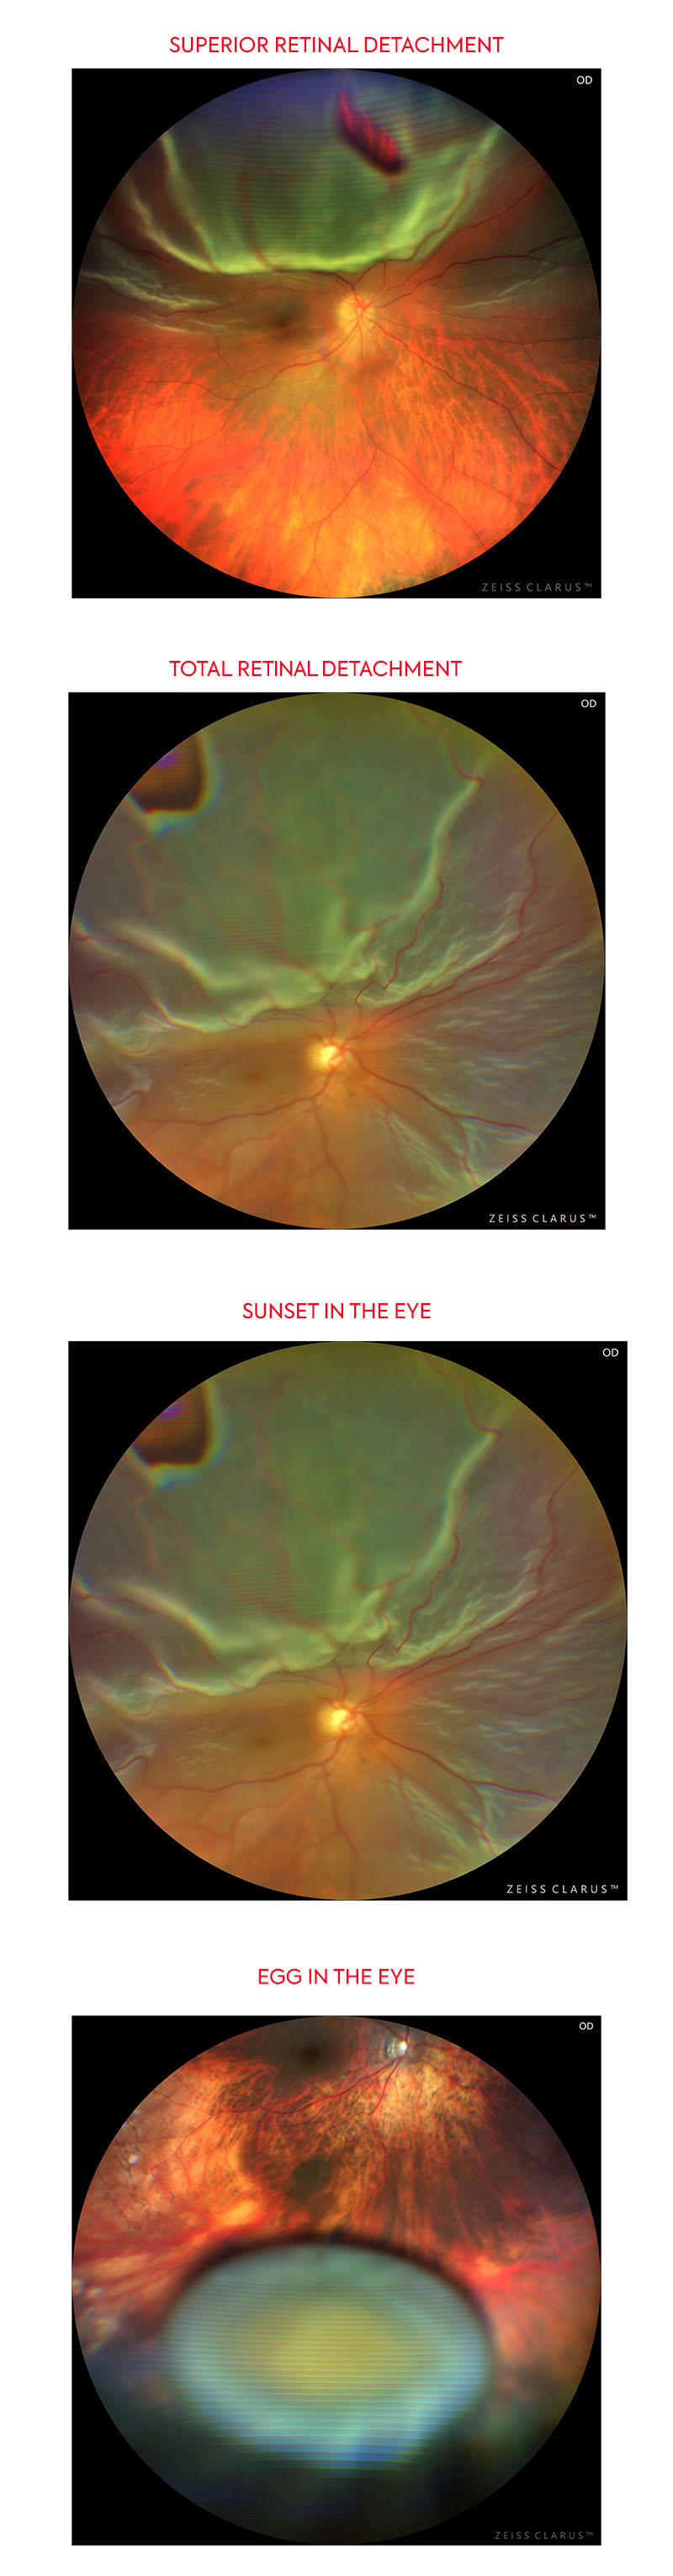 SUPERIOR RETINAL DETACHMENT
OD
ZEISS CLARUS™
TOTAL RETINAL DETACHMENT
OD
ZEISS CLARUS™
SUNSET IN THE EYE
OD
ZEISS CLARUS™
EGG IN THE EYE
OD
ZEISS CLARUS™